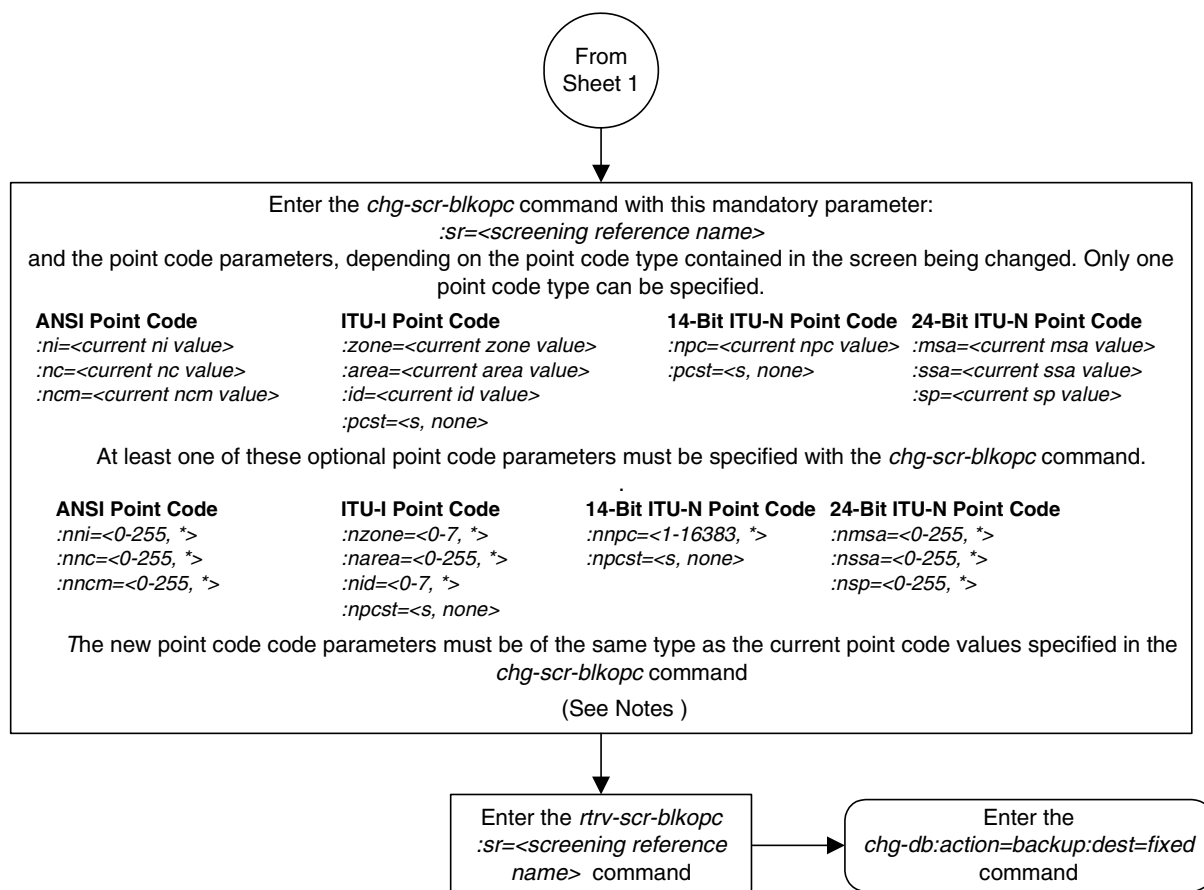 From
Sheet 1
Enter the chg-scr-blkopc command with this mandatory parameter:
:sr=<screening reference name>
and the point code parameters, depending on the point code type contained in the screen being changed. Only one
point code type can be specified.
ANSI Point Code
:ni=<current ni value>
:nc=<current nc value>
:ncm=<current ncm value>
ITU-I Point Code
:zone=<current zone value>
:area=<current area value>
:id=<current id value>
:pcst=<s, none>
14-Bit ITU-N Point Code
:npc=<current npc value>
:pcst=<s, none>
24-Bit ITU-N Point Code
:msa=<current msa value>
:ssa=<current ssa value>
:sp=<current sp value>
At least one of these optional point code parameters must be specified with the chg-scr-blkopc command.
.
ANSI Point Code
:nni=<0-255, *>
:nnc=<0-255, *>
:nncm=<0-255, *>
ITU-I Point Code
:nzone=<0-7, *>
:narea=<0-255, *>
:nid=<0-7, *>
:npcst=<s, none>
14-Bit ITU-N Point Code
:nnpc=<1-16383, *>
:npcst=<s, none>
24-Bit ITU-N Point Code
:nmsa=<0-255, *>
:nssa=<0-255, *>
:nsp=<0-255, *>
The new point code code parameters must be of the same type as the current point code values specified in the
chg-scr-blkopc command
(See Notes )
Enter the rtrv-scr-blkopc
:sr=<screening reference
name> command
Enter the
chg-db:action=backup:dest=fixed
command